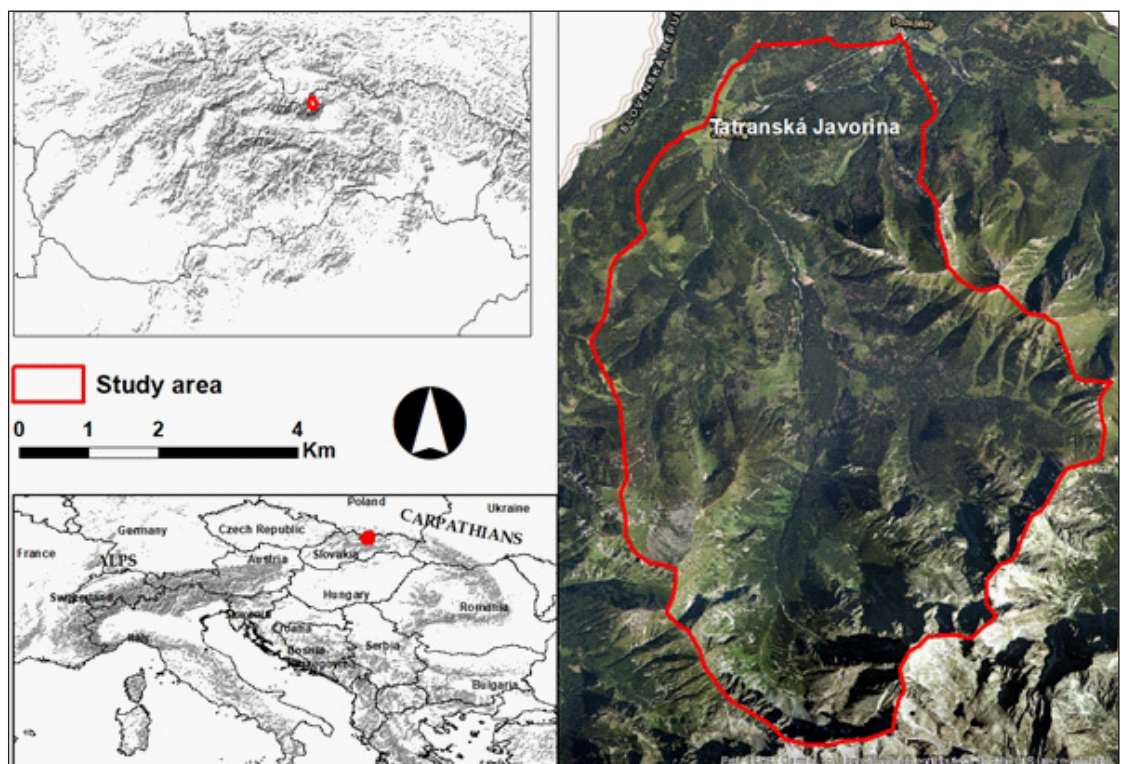 Study area
0 1 2 4
Km
Poland
Ukraine
CARPATHIANS
Germany
Czech Republic
France
Slovakia
ALPS
Austria
Switzerland
Hungary
Romania
Slovenia
Croatia
Italy
Bosnia
Serbia
Bulgaria
Tatranská Javorina